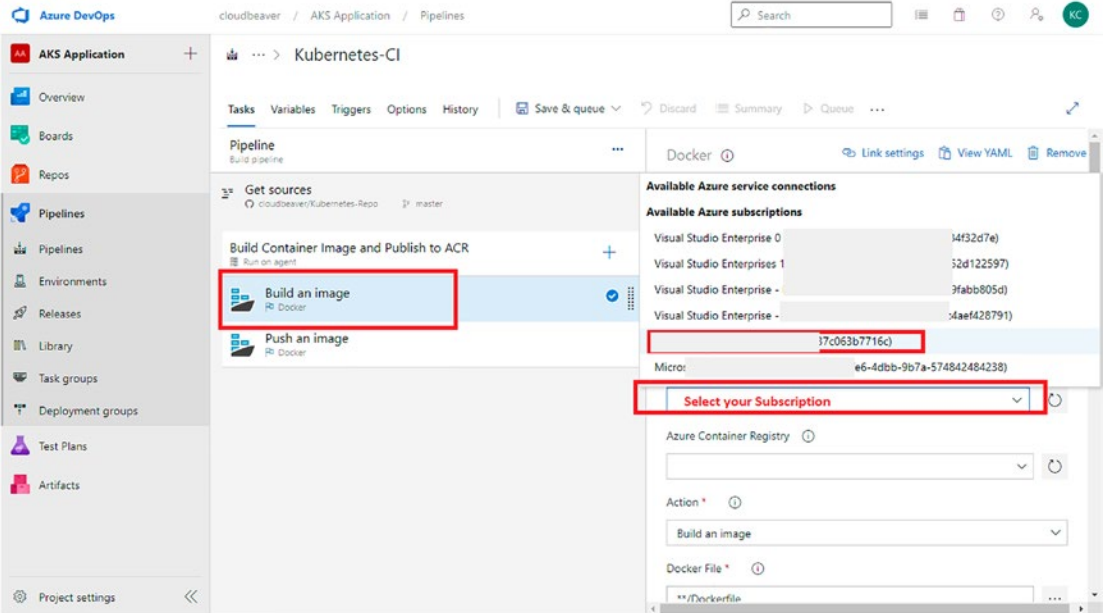 Azure DevOps
cloudbeaver / AKS Application / Pipelines
Search
KC
AA AKS Application
Kubernetes-CI
Overview
Boards
Repos
Pipelines
Pipelines
Environments
Releases
Library
Task groups
Deployment groups
Test Plans
Artifacts
Project settings
Tasks Variables Triggers Options History Save & queue Discard Summary Queue
Pipeline
Build pipeline
Get sources
cloudbeaver/Kubernetes-Repo master
Build Container Image and Publish to ACR
Run on agent
Build an image
Docker
Push an image
Docker
Docker Link settings View YAML Remove
Available Azure service connections
Available Azure subscriptions
Visual Studio Enterprise 0 34f32d7e)
Visual Studio Enterprises 1 52d122597)
Visual Studio Enterprise - 9fabb805d)
Visual Studio Enterprise - :4aef428791)
37c063b7716c)
Micros e6-4dbb-9b7a-574842484238)
Select your Subscription
Azure Container Registry
Action *
Build an image
Docker File *
**/Dockerfile